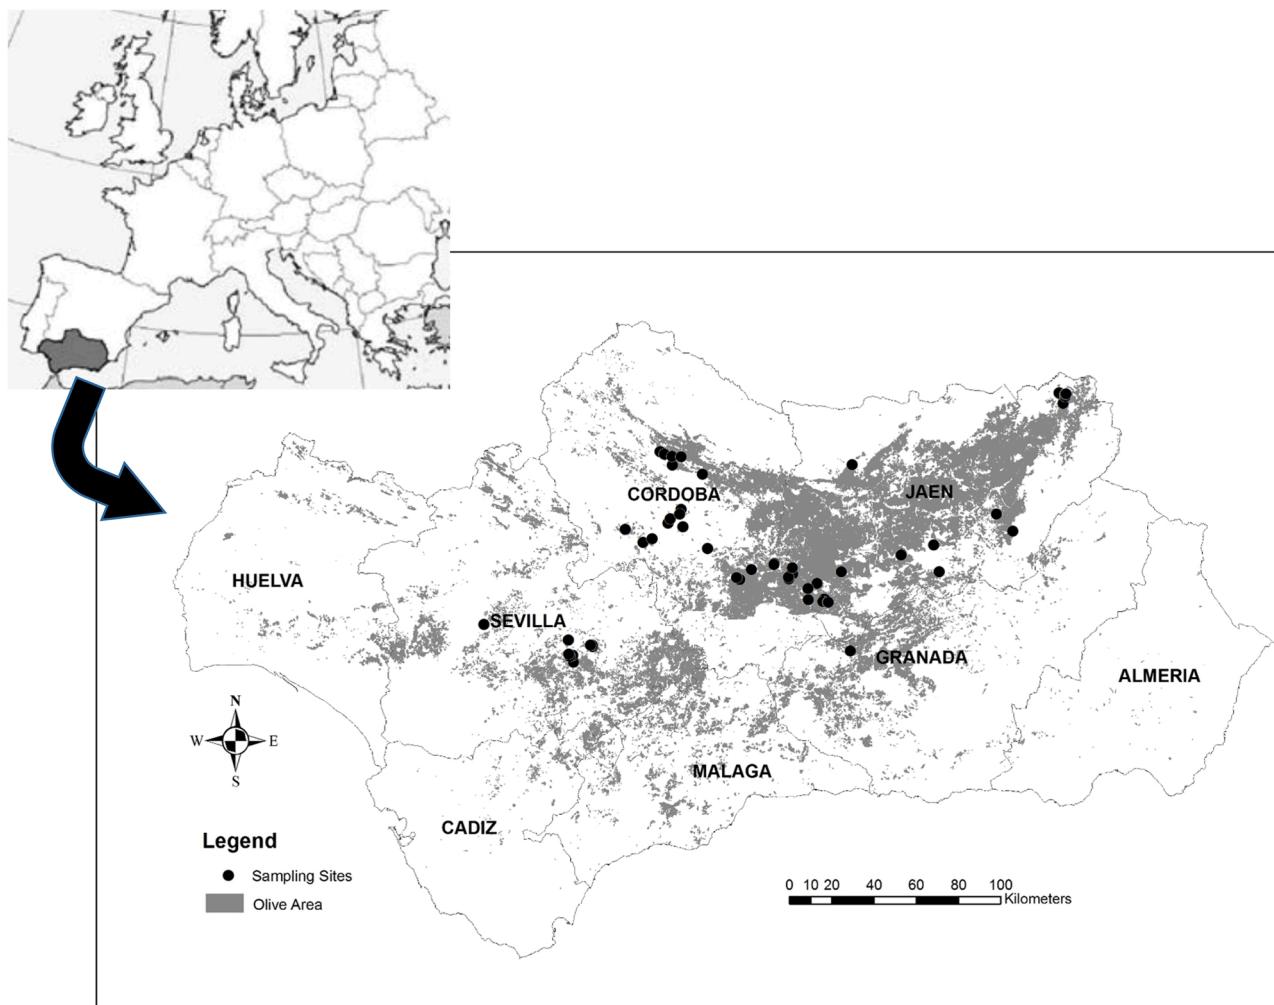 CORDOBA
JAEN
HUELVA
SEVILLA
GRANADA
ALMERIA
N
W E
S
MALAGA
CADIZ
Legend
Sampling Sites
Olive Area
0 10 20 40 60 80 100
Kilometers